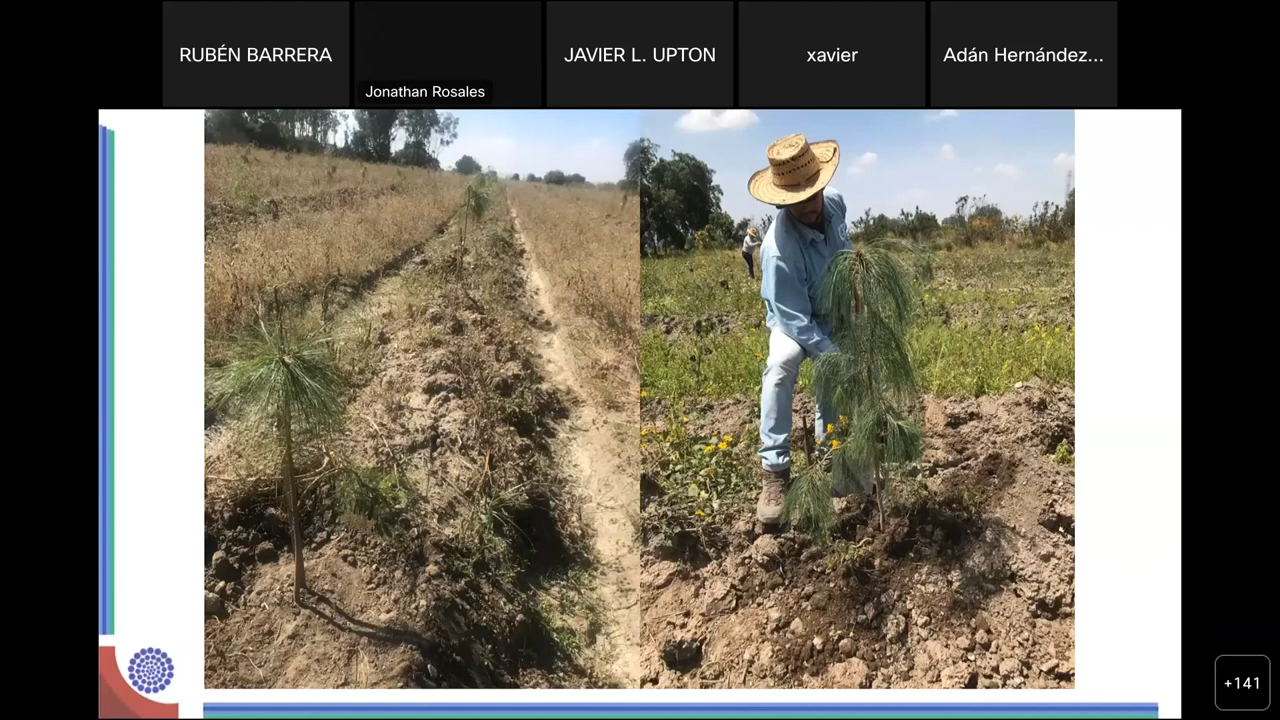 RUBÉN BARRERA
Jonathan Rosales
JAVIER L. UPTON
xavier
Adán Hernández...
+141